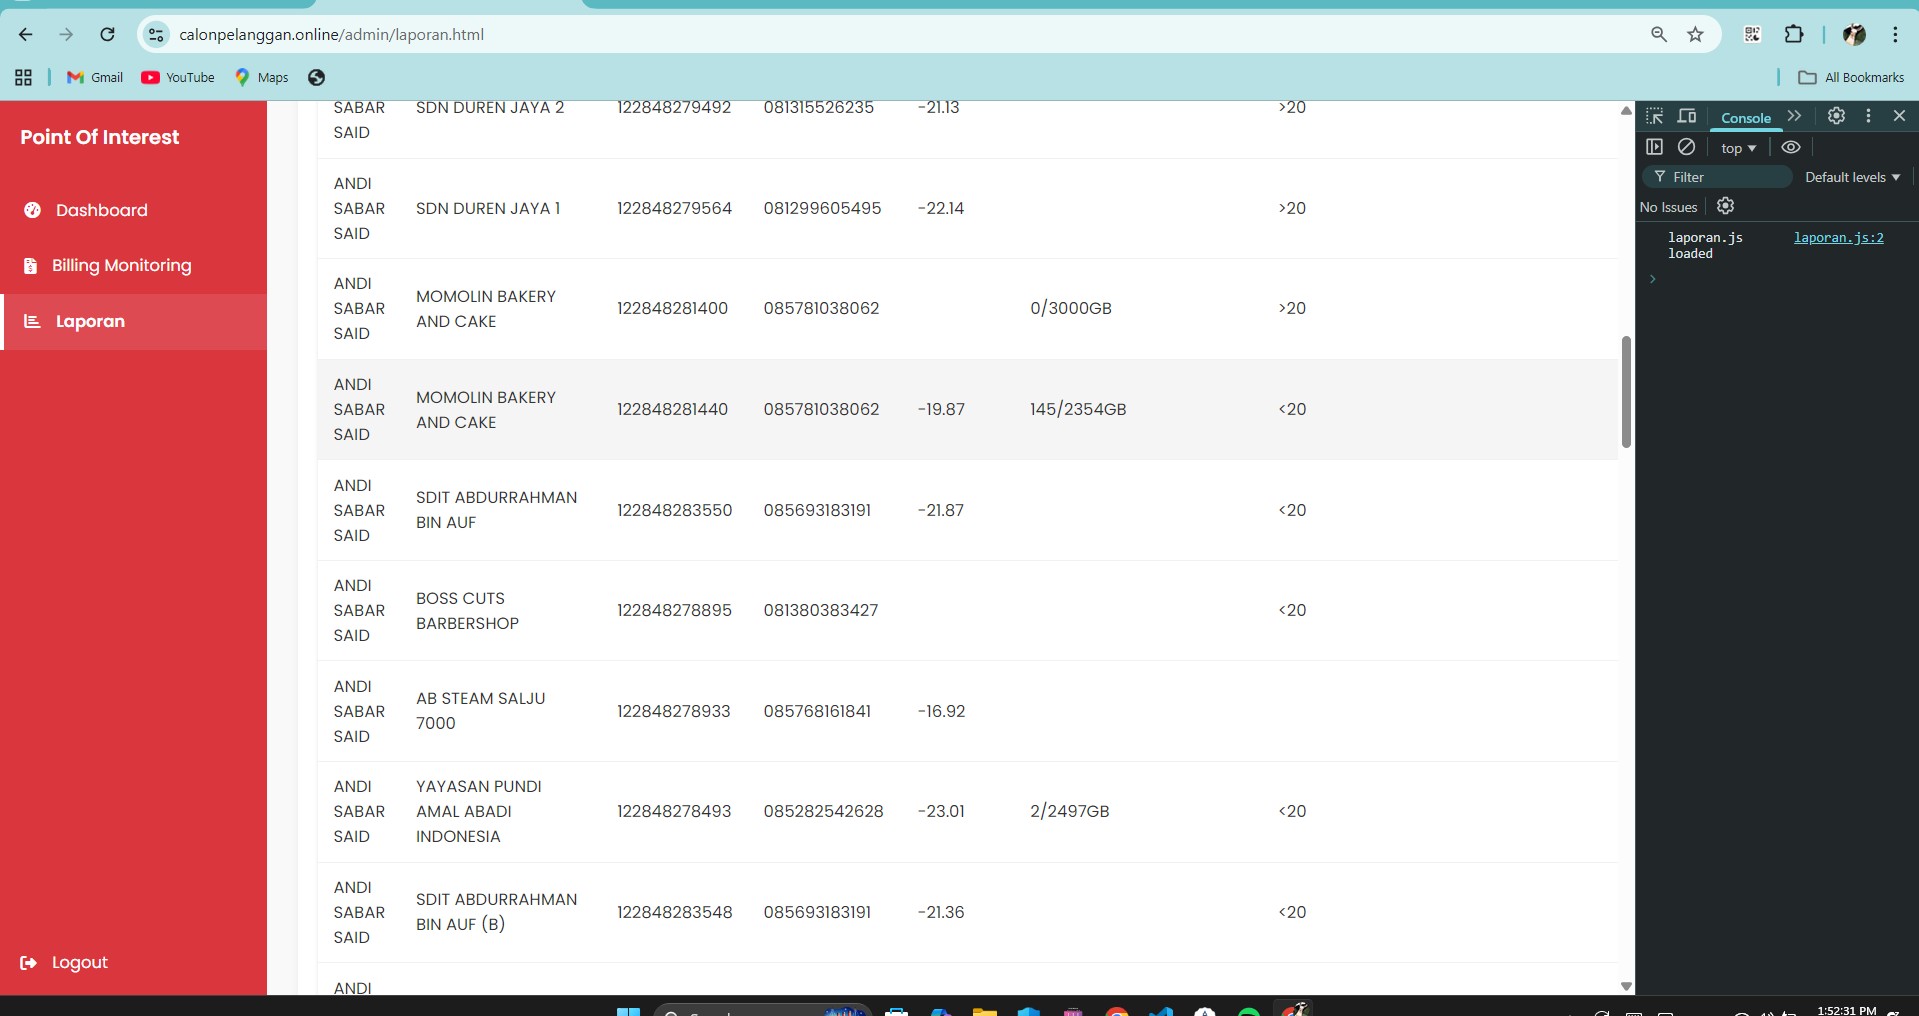 calonpelanggan.online/admin/laporan.html
Gmail YouTube Maps All Bookmarks
Point Of Interest
Dashboard
Billing Monitoring
Laporan
Logout
SABAR SDN DUREN JAYA 2 122848279492 081315526235 -21.13 >20
SAID
ANDI
SABAR SDN DUREN JAYA 1 122848279564 081299605495 -22.14 >20
SAID
ANDI
MOMOLIN BAKERY
SABAR 122848281400 085781038062 0/3000GB >20
AND CAKE
SAID
ANDI
MOMOLIN BAKERY
SABAR 122848281440 085781038062 -19.87 145/2354GB <20
AND CAKE
SAID
ANDI
SDIT ABDURRAHMAN
SABAR 122848283550 085693183191 -21.87 <20
BIN AUF
SAID
ANDI
BOSS CUTS
SABAR 122848278895 081380383427 <20
BARBERSHOP
SAID
ANDI
AB STEAM SALJU
SABAR 122848278933 085768161841 -16.92
7000
SAID
ANDI YAYASAN PUNDI
SABAR AMAL ABADI 122848278493 085282542628 -23.01 2/2497GB <20
SAID INDONESIA
ANDI
SDIT ABDURRAHMAN
SABAR 122848283548 085693183191 -21.36 <20
BIN AUF (B)
SAID
ANDI
Console
top
Filter Default levels
No Issues
laporan.js laporan.js:2
loaded
1:52:31 PM